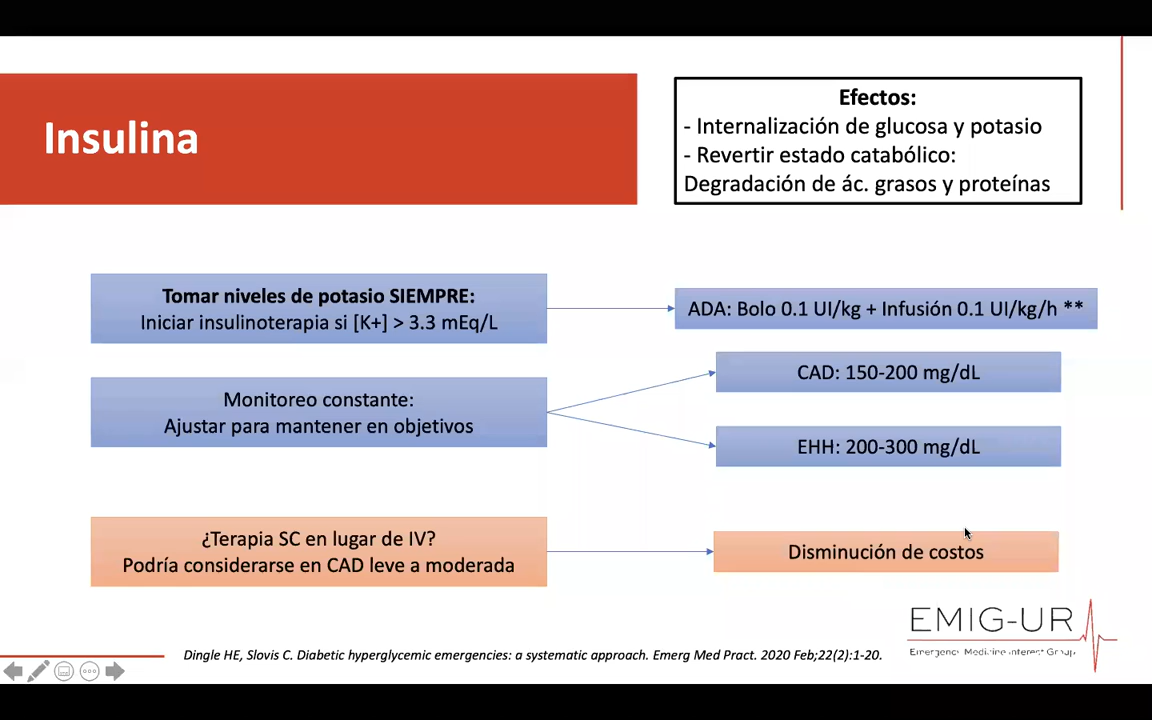 Insulina
Efectos:
- Internalización de glucosa y potasio
- Revertir estado catabólico:
Degradación de ác. grasos y proteínas
Tomar niveles de potasio SIEMPRE:
Iniciar insulinoterapia si [K+] > 3.3 mEq/L
ADA: Bolo 0.1 UI/kg + Infusión 0.1 UI/kg/h **
Monitoreo constante:
Ajustar para mantener en objetivos
CAD: 150-200 mg/dL
EHH: 200-300 mg/dL
¿Terapia SC en lugar de IV?
Podría considerarse en CAD leve a moderada
Disminución de costos
EMIG-UR
Emergency Medicine Interest Group
Dingle HE, Slovis C. Diabetic hyperglycemic emergencies: a systematic approach. Emerg Med Pract. 2020 Feb;22(2):1-20.